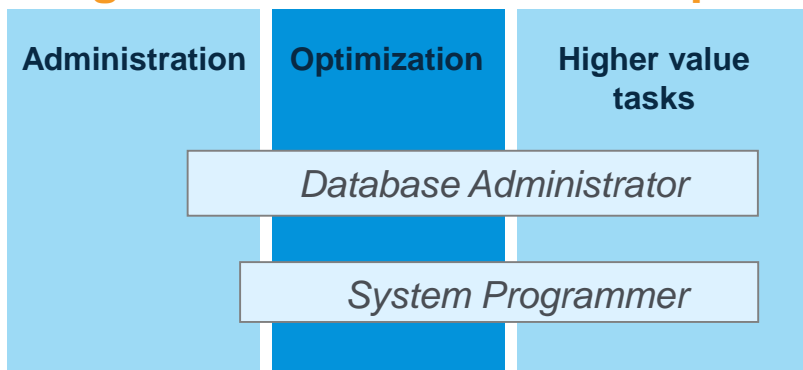 Administration
Optimization
Higher value
tasks
Database Administrator
System Programmer